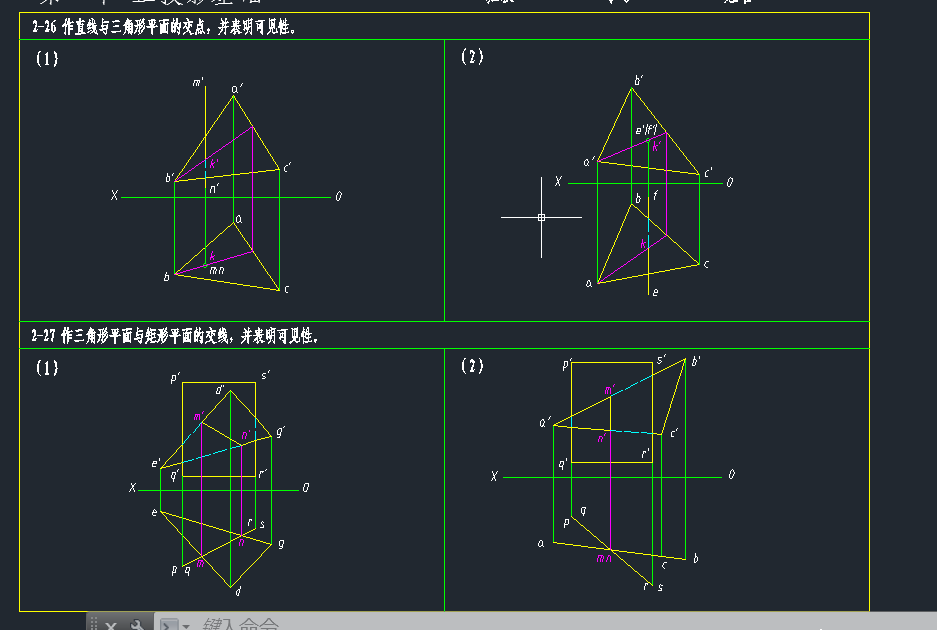 2-26 作直线与三角形平面的交点，并表明可见性。
(1)
(2)
m'
a'
k'
b'
c'
n'
X
O
a
k
b
m n
c
b'
e'(f')
k'
a'
c'
X
O
b
f
k
c
a
e
2-27 作三角形平面与矩形平面的交线，并表明可见性。
(1)
(2)
p'
s'
d'
m'
n'
g'
e'
q'
r'
X
O
e
r
s
n
g
m
p
q
d
p'
s'
b'
m'
a'
n'
c'
r'
q'
X
O
q
p
a
m n
c
b
r
s
键入命令